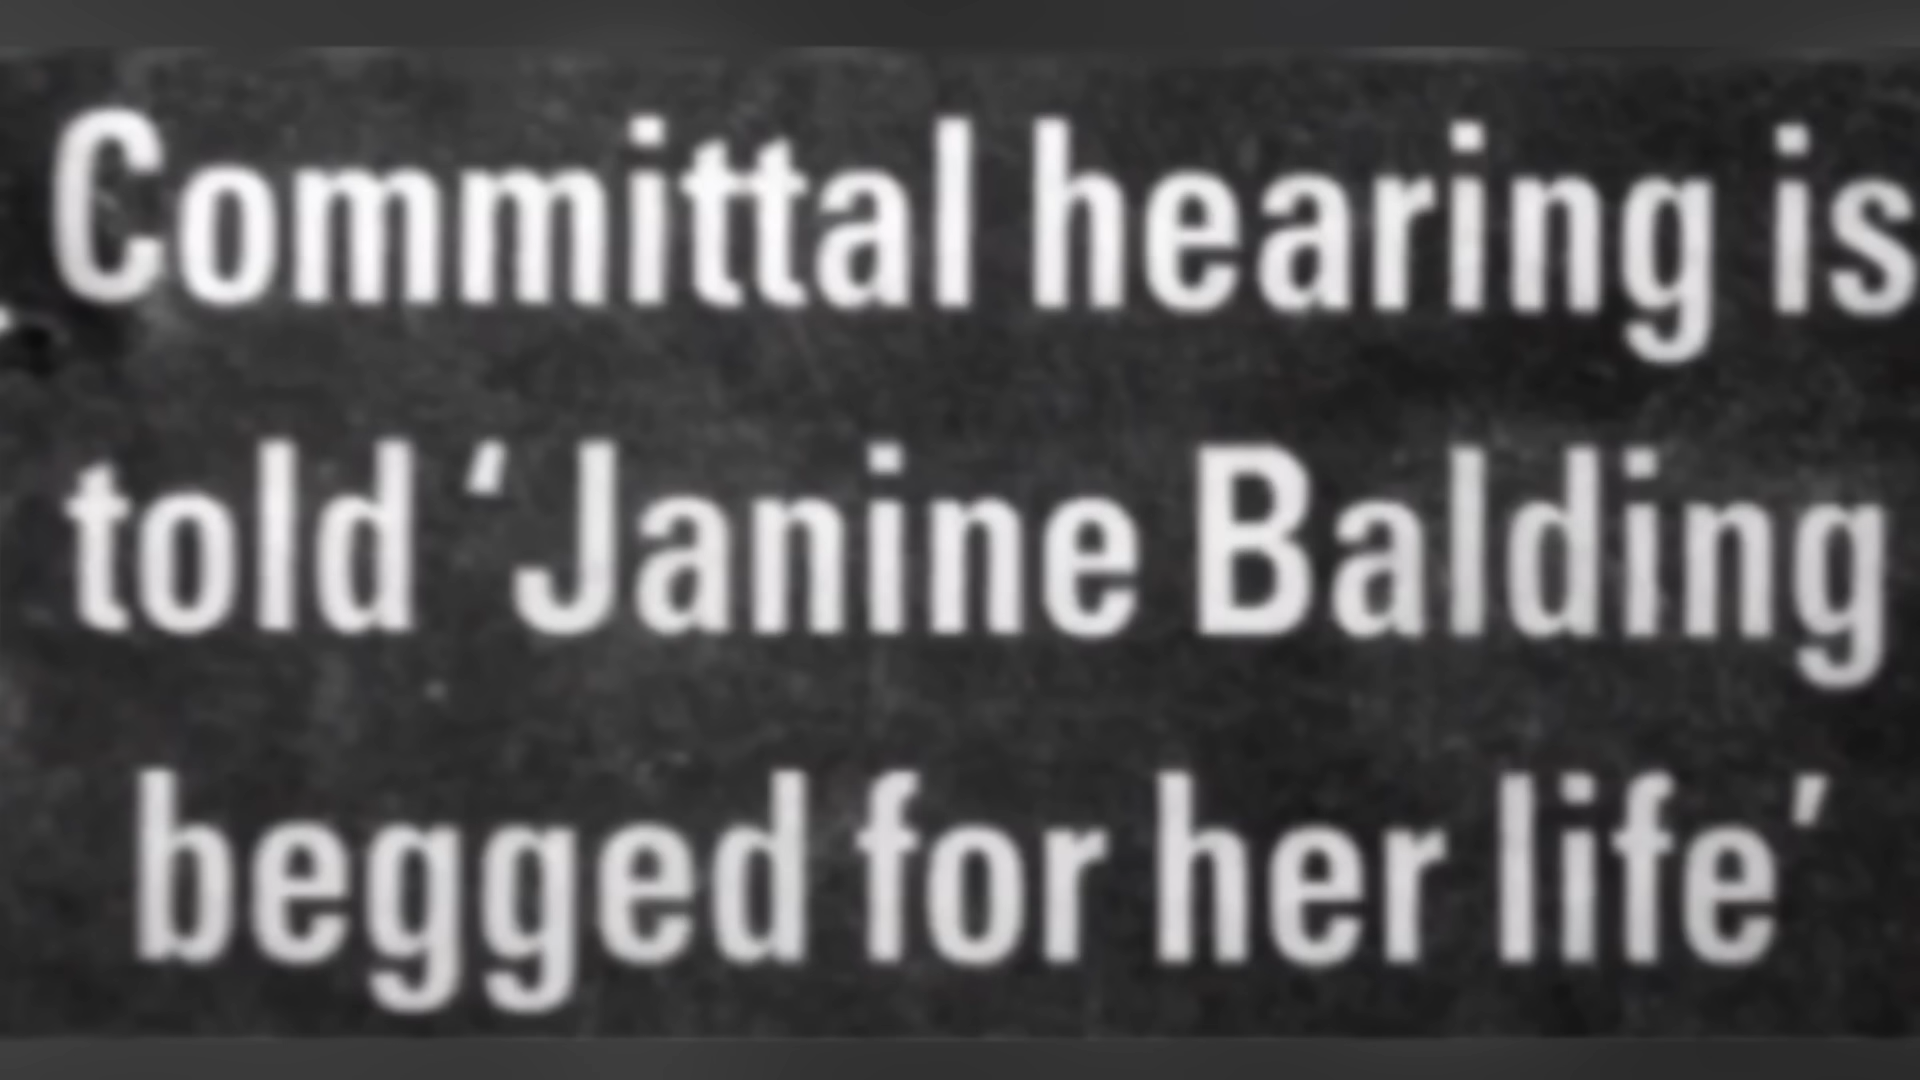 Committal hearing is
told ‘Janine Balding
begged for her life’